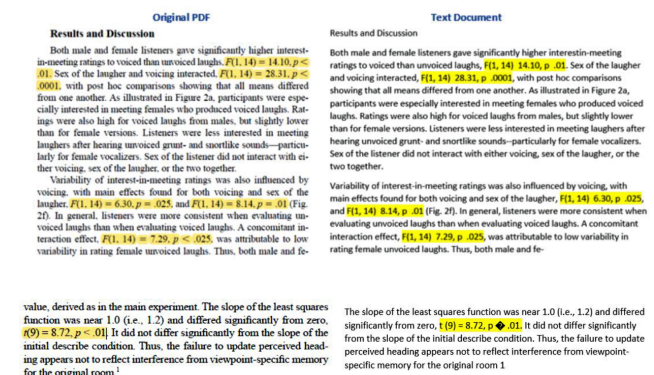 Original PDF
Results and Discussion
Both male and female listeners gave significantly higher interest-
in-meeting ratings to voiced than unvoiced laughs, F(1, 14) = 14.10, p <
.01. Sex of the laugher and voicing interacted, F(1, 14) = 28.31, p <
.0001, with post hoc comparisons showing that all means differed
from one another. As illustrated in Figure 2a, participants were espe-
cially interested in meeting females who produced voiced laughs. Rat-
ings were also high for voiced laughs from males, but slightly lower
than for female versions. Listeners were less interested in meeting
laughers after hearing unvoiced grunt- and snortlike sounds—particu-
larly for female vocalizers. Sex of the listener did not interact with ei-
ther voicing, sex of the laugher, or the two together.
Variability of interest-in-meeting ratings was also influenced by
voicing, with main effects found for both voicing and sex of the
laugher, F(1, 14) = 6.30, p = .025, and F(1, 14) = 8.14, p = .01 (Fig.
2f). In general, listeners were more consistent when evaluating un-
voiced laughs than when evaluating voiced laughs. A concomitant in-
teraction effect, F(1, 14) = 7.29, p < .025, was attributable to low
variability in rating female unvoiced laughs. Thus, both male and fe-
Text Document
Results and Discussion
Both male and female listeners gave significantly higher interestin-meeting
ratings to voiced than unvoiced laughs, F(1, 14) 14.10, p .01. Sex of the laugher
and voicing interacted, F(1, 14) 28.31, p .0001, with post hoc comparisons
showing that all means differed from one another. As illustrated in Figure 2a,
participants were especially interested in meeting females who produced voiced
laughs. Ratings were also high for voiced laughs from males, but slightly lower
than for female versions. Listeners were less interested in meeting laughers after
hearing unvoiced grunt- and snortlike sounds--particularly for female vocalizers.
Sex of the listener did not interact with either voicing, sex of the laugher, or the
two together.
Variability of interest-in-meeting ratings was also influenced by voicing, with
main effects found for both voicing and sex of the laugher, F(1, 14) 6.30, p .025,
and F(1, 14) 8.14, p .01 (Fig. 2f). In general, listeners were more consistent when
evaluating unvoiced laughs than when evaluating voiced laughs. A concomitant
interaction effect, F(1, 14) 7.29, p .025, was attributable to low variability in
rating female unvoiced laughs. Thus, both male and fe-
value, derived as in the main experiment. The slope of the least squares
function was near 1.0 (i.e., 1.2) and differed significantly from zero,
t(9) = 8.72, p < .01. It did not differ significantly from the slope of the
initial describe condition. Thus, the failure to update perceived head-
ing appears not to reflect interference from viewpoint-specific memory
for the original room.1
The slope of the least squares function was near 1.0 (i.e., 1.2) and differed
significantly from zero, t (9) = 8.72, p � .01. It did not differ significantly
from the slope of the initial describe condition. Thus, the failure to update
perceived heading appears not to reflect interference from viewpoint-
specific memory for the original room 1